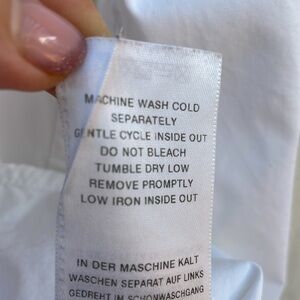 MACHINE WASH COLD
SEPARATELY
GENTLE CYCLE INSIDE OUT
DO NOT BLEACH
TUMBLE DRY LOW
REMOVE PROMPTLY
LOW IRON INSIDE OUT
IN DER MASCHINE KALT
WASCHEN SEPARAT AUF LINKS
GEDREHT IM SCHONWASCHGANG